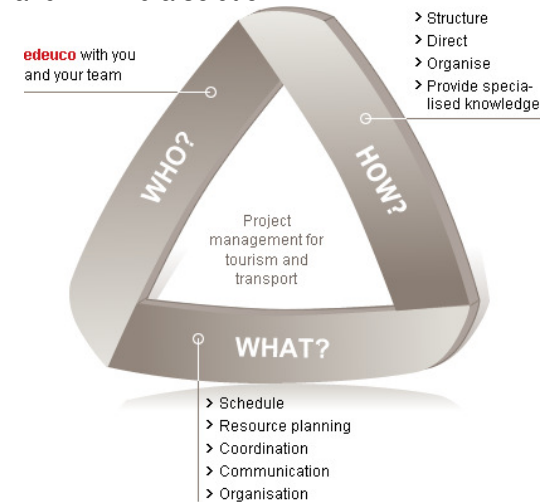 > Structure
> Direct
> Organise
> Provide specia-
lised knowledge
edeuco with you
and your team
WHO?
HOW?
Project
management for
tourism and
transport
WHAT?
> Schedule
> Resource planning
> Coordination
> Communication
> Organisation